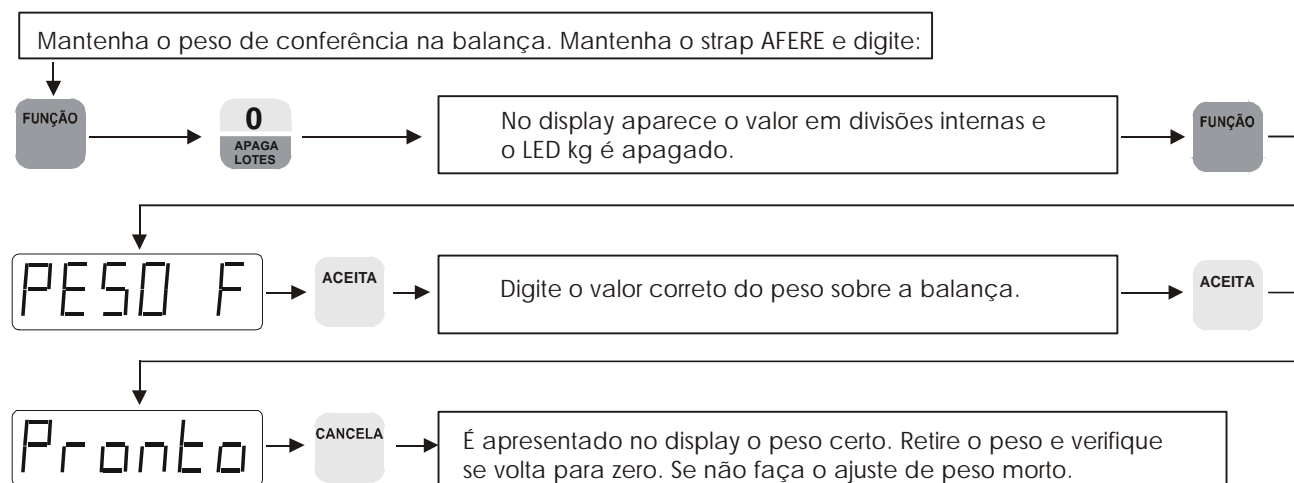 Mantenha o peso de conferência na balança. Mantenha o strap AFERE e digite:
FUNÇÃO
0
APAGA
LOTES
No display aparece o valor em divisões internas e
o LED kg é apagado.
FUNÇÃO
PESO F
ACEITA
Digite o valor correto do peso sobre a balança.
ACEITA
Pronto
CANCELA
É apresentado no display o peso certo. Retire o peso e verifique
se volta para zero. Se não faça o ajuste de peso morto.